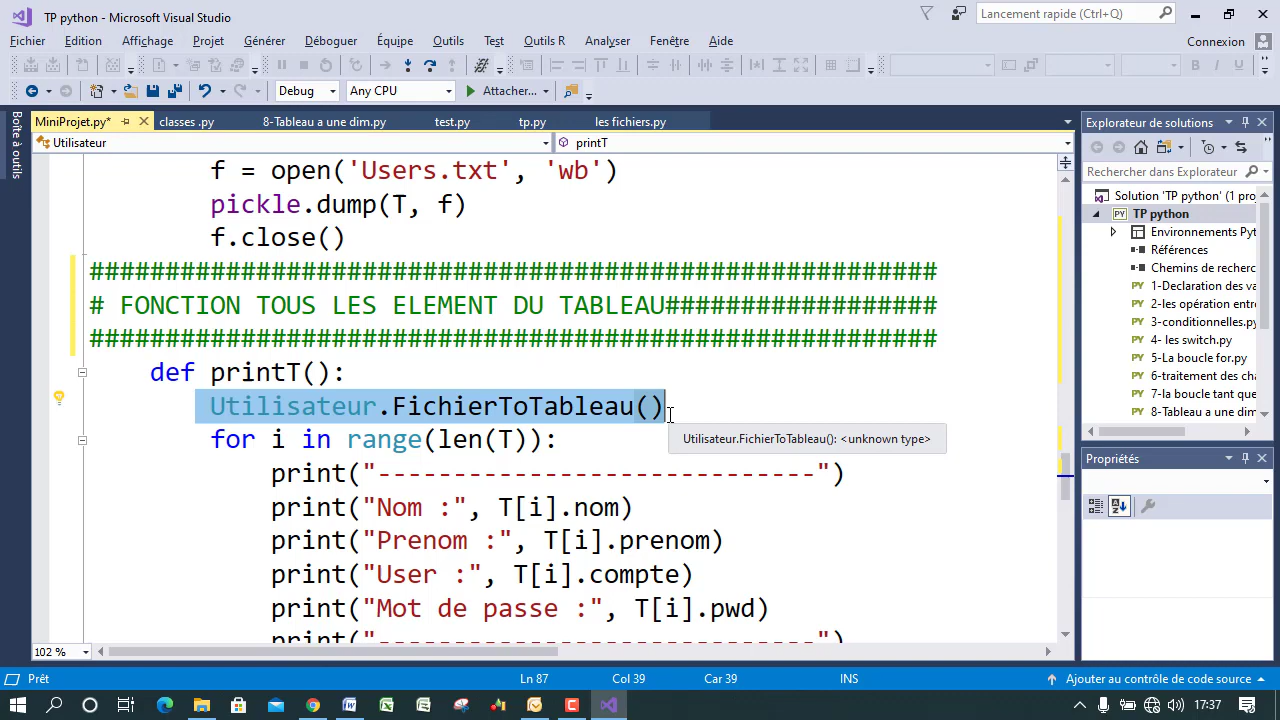 TP python - Microsoft Visual Studio
Lancement rapide (Ctrl+Q)
Fichier Edition Affichage Projet Générer Déboguer Équipe Outils Test Outils R Analyser Fenêtre Aide
Connexion
Debug Any CPU Attacher...
B I U
Boîte à outils
MiniProjet.py* classes .py 8-Tableau a une dim.py test.py tp.py les fichiers.py
Utilisateur printT
f = open('Users.txt', 'wb')
pickle.dump(T, f)
f.close()
########################################################
# FONCTION TOUS LES ELEMENT DU TABLEAU##################
########################################################
def printT():
Utilisateur.FichierToTableau()
Utilisateur.FichierToTableau(): <unknown type>
for i in range(len(T)):
print("-----------------------------")
print("Nom :", T[i].nom)
print("Prenom :", T[i].prenom)
print("User :", T[i].compte)
print("Mot de passe :", T[i].pwd)
print("-----------------------------")
102 %
Explorateur de solutions
Rechercher dans Explorateur
Solution 'TP python' (1 pro
TP python
Environnements Pyt
Références
Chemins de recherc
1-Declaration des va
2-les opération entre
3-conditionnelles.py
4- les switch.py
5-La boucle for.py
6-traitement des cha
7-la boucle tant que
8-Tableau a une dim
Propriétés
Prêt Ln 87 Col 39 Car 39 INS Ajouter au contrôle de code source
17:37